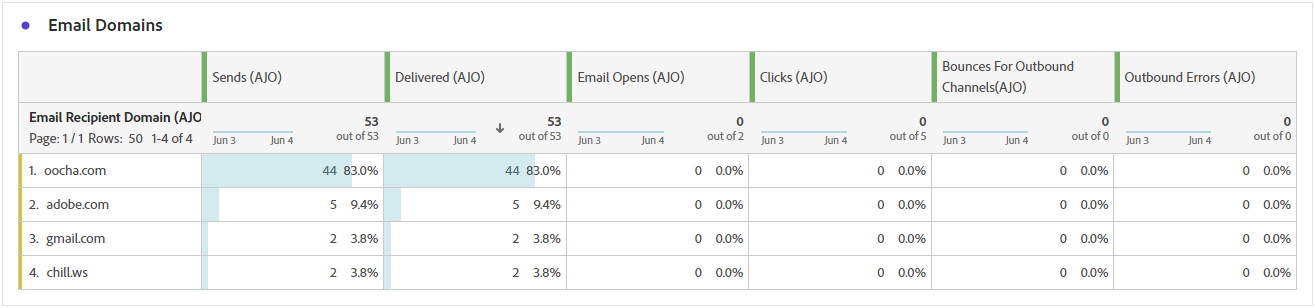 Email Domains
Sends (AJO) Delivered (AJO) Email Opens (AJO) Clicks (AJO) Bounces For Outbound Channels(AJO) Outbound Errors (AJO)
Email Recipient Domain (AJO 53 53 0 0 0 0
Page: 1 / 1 Rows: 50 1-4 of 4 out of 53 out of 53 out of 2 out of 5 out of 0 out of 0
Jun 3 Jun 4 Jun 3 Jun 4 Jun 3 Jun 4 Jun 3 Jun 4 Jun 3 Jun 4 Jun 3 Jun 4
1. oocha.com 44 83.0% 44 83.0% 0 0.0% 0 0.0% 0 0.0% 0 0.0%
2. adobe.com 5 9.4% 5 9.4% 0 0.0% 0 0.0% 0 0.0% 0 0.0%
3. gmail.com 2 3.8% 2 3.8% 0 0.0% 0 0.0% 0 0.0% 0 0.0%
4. chill.ws 2 3.8% 2 3.8% 0 0.0% 0 0.0% 0 0.0% 0 0.0%